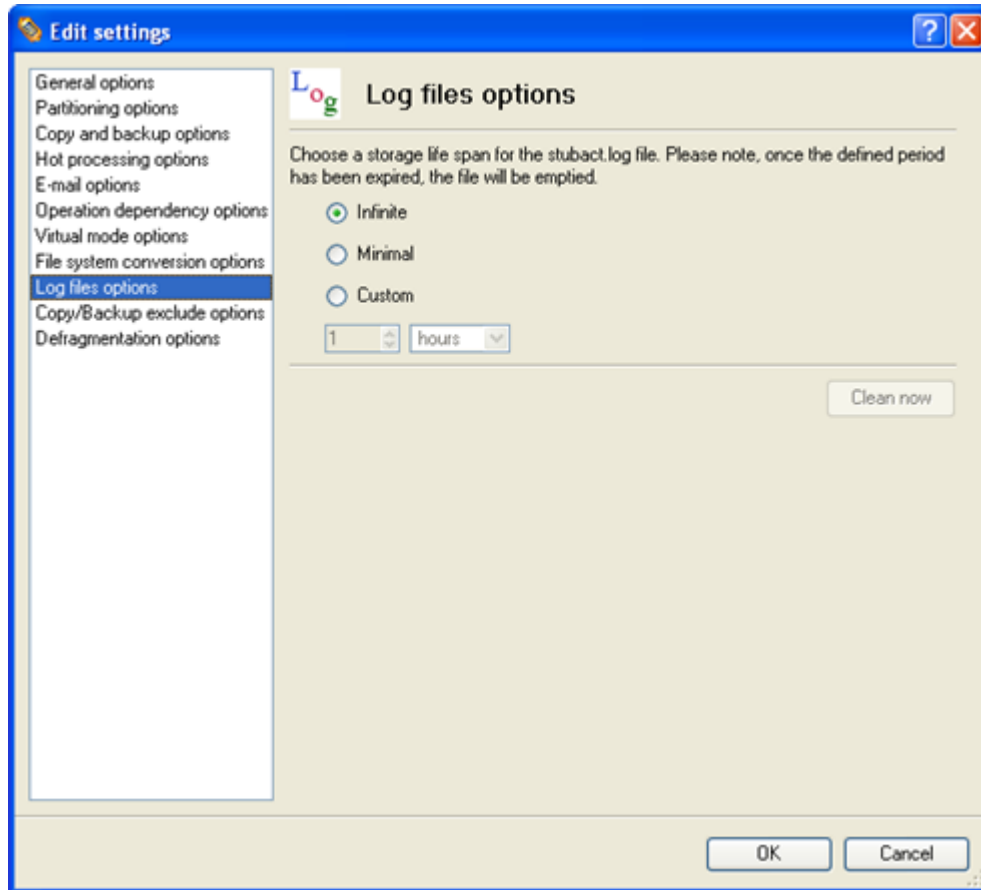 Edit settings
General options
Partitioning options
Copy and backup options
Hot processing options
E-mail options
Operation dependency options
Virtual mode options
File system conversion options
Log files options
Copy/Backup exclude options
Defragmentation options
Log
Log files options
Choose a storage life span for the stubact.log file. Please note, once the defined period
has been expired, the file will be emptied.
Infinite
Minimal
Custom
1 hours
Clean now
OK Cancel